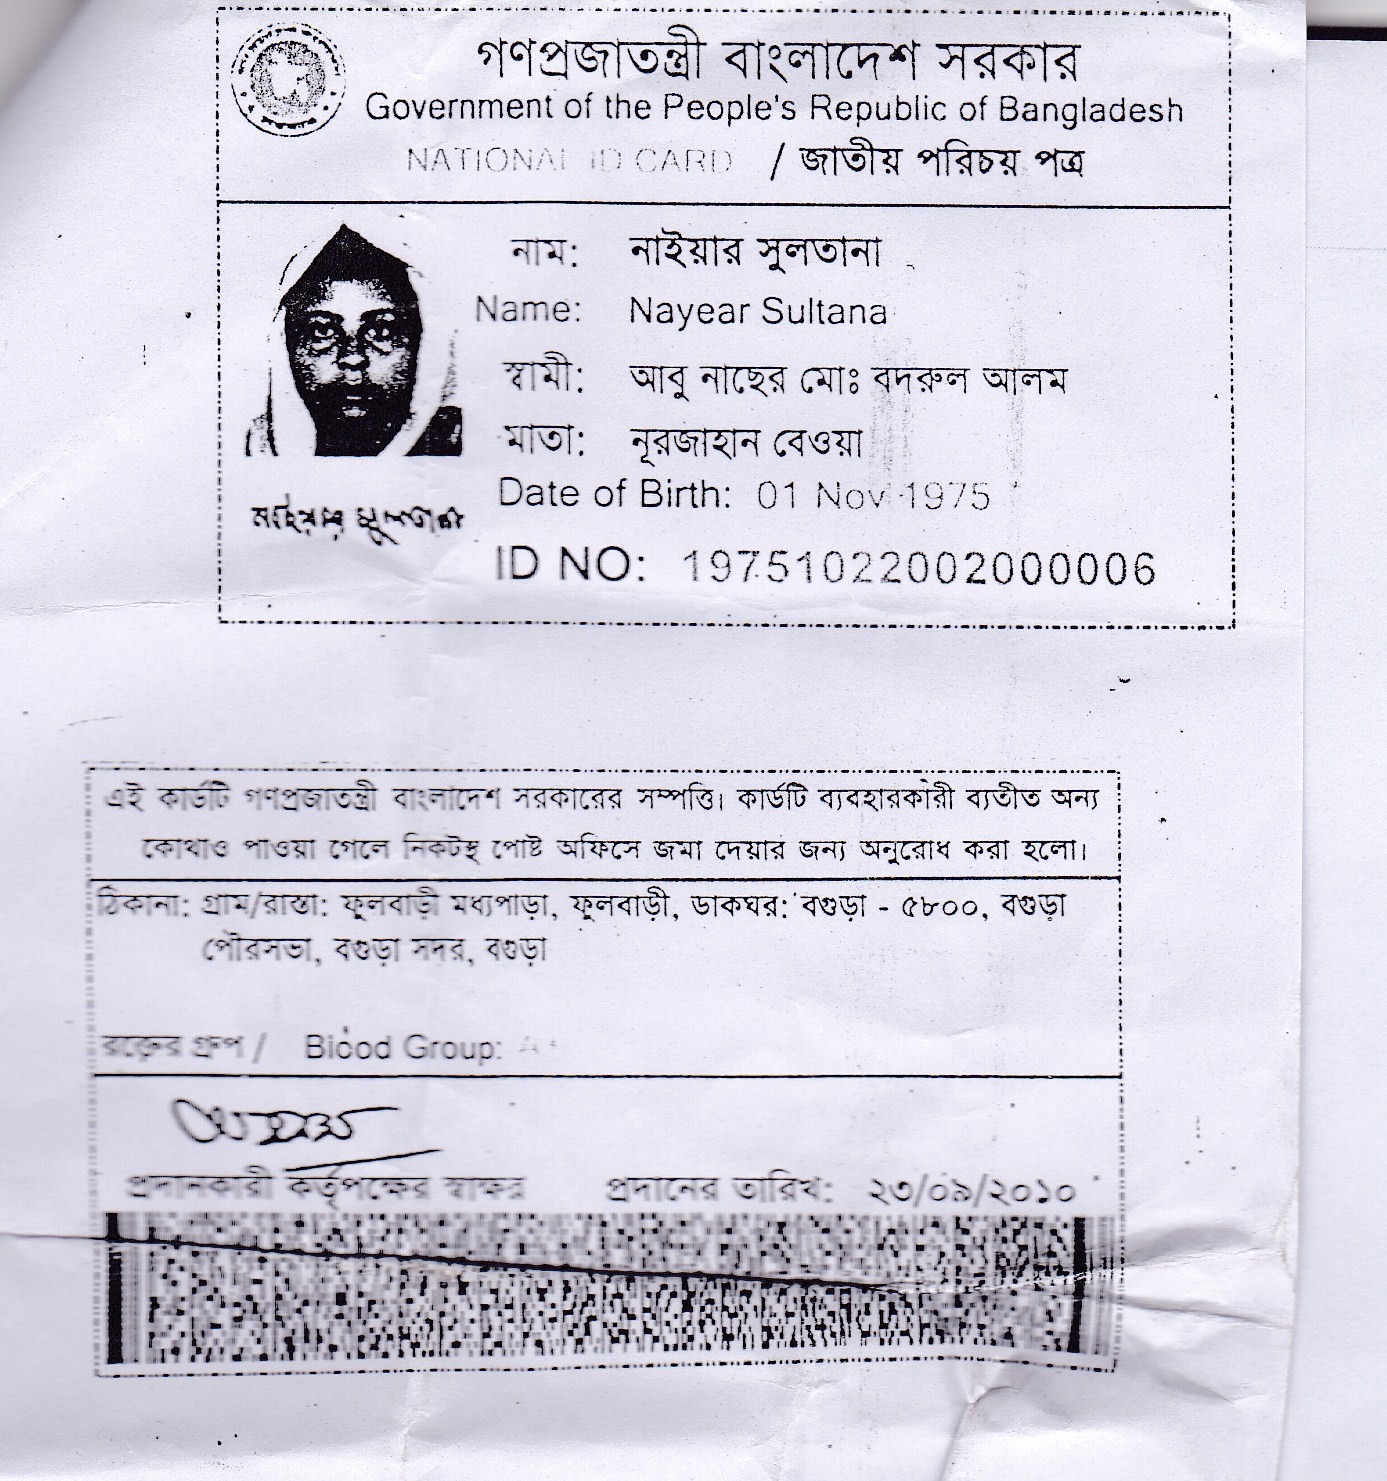 গণপ্রজাতন্ত্রী বাংলাদেশ সরকার
Government of the People's Republic of Bangladesh
NATIONAL ID CARD / জাতীয় পরিচয় পত্র
নাম: নাইয়ার সুলতানা
Name: Nayear Sultana
স্বামী: আবু নাছের মোঃ বদরুল আলম
মাতা: নূরজাহান বেওয়া
Date of Birth: 01 Nov 1975
নাইয়ার সুলতানা
ID NO: 19751022002000006
এই কার্ডটি গণপ্রজাতন্ত্রী বাংলাদেশ সরকারের সম্পত্তি। কার্ডটি ব্যবহারকারী ব্যতীত অন্য
কোথাও পাওয়া গেলে নিকটস্থ পোষ্ট অফিসে জমা দেয়ার জন্য অনুরোধ করা হলো।
ঠিকানা: গ্রাম/রাস্তা: ফুলবাড়ী মধ্যপাড়া, ফুলবাড়ী, ডাকঘর: বগুড়া - ৫৮০০, বগুড়া
পৌরসভা, বগুড়া সদর, বগুড়া
রক্তের গ্রুপ / Blood Group: A+
প্রদানকারী কর্তৃপক্ষের স্বাক্ষর প্রদানের তারিখ: ২৩/০৯/২০১০